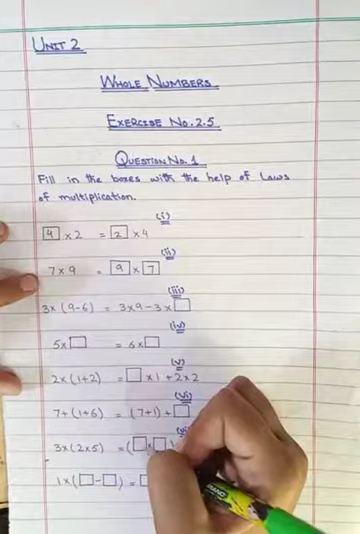 UNIT 2
WHOLE NUMBERS
EXERCISE No. 2.5
QUESTION No. 1
Fill in the boxes with the help of Laws
of multiplication.
(i)
4 × 2 = 2 × 4
(ii)
7 × 9 = 9 × 7
(iii)
3× (9-6) = 3×9-3×□
(iv)
5×□ = 6×□
(v)
2× (1+2) = □ ×1 +2×2
(vi)
7+ (1+6) = (7+1) +□
3× (2×5) = (□×□)
1× (□-□) = □